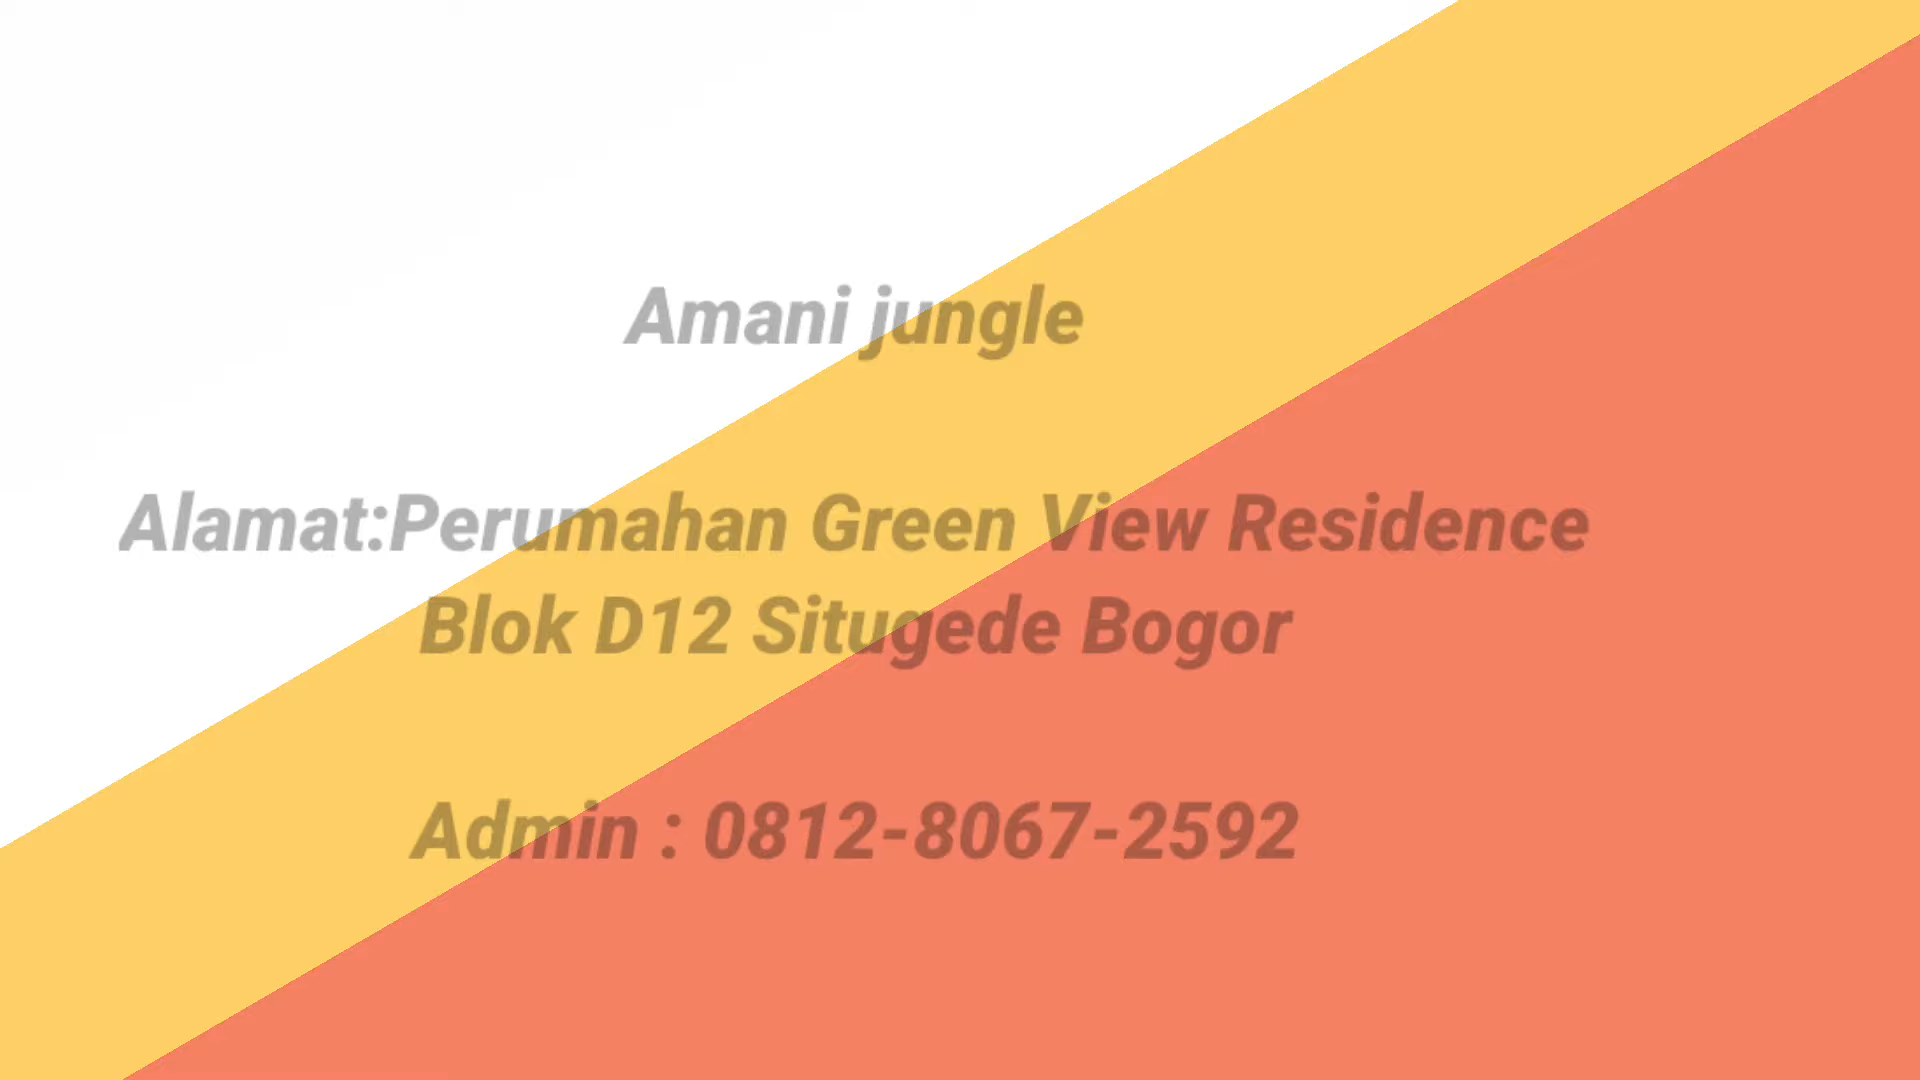 Amani jungle
Alamat:Perumahan Green View Residence
Blok D12 Situgede Bogor
Admin : 0812-8067-2592